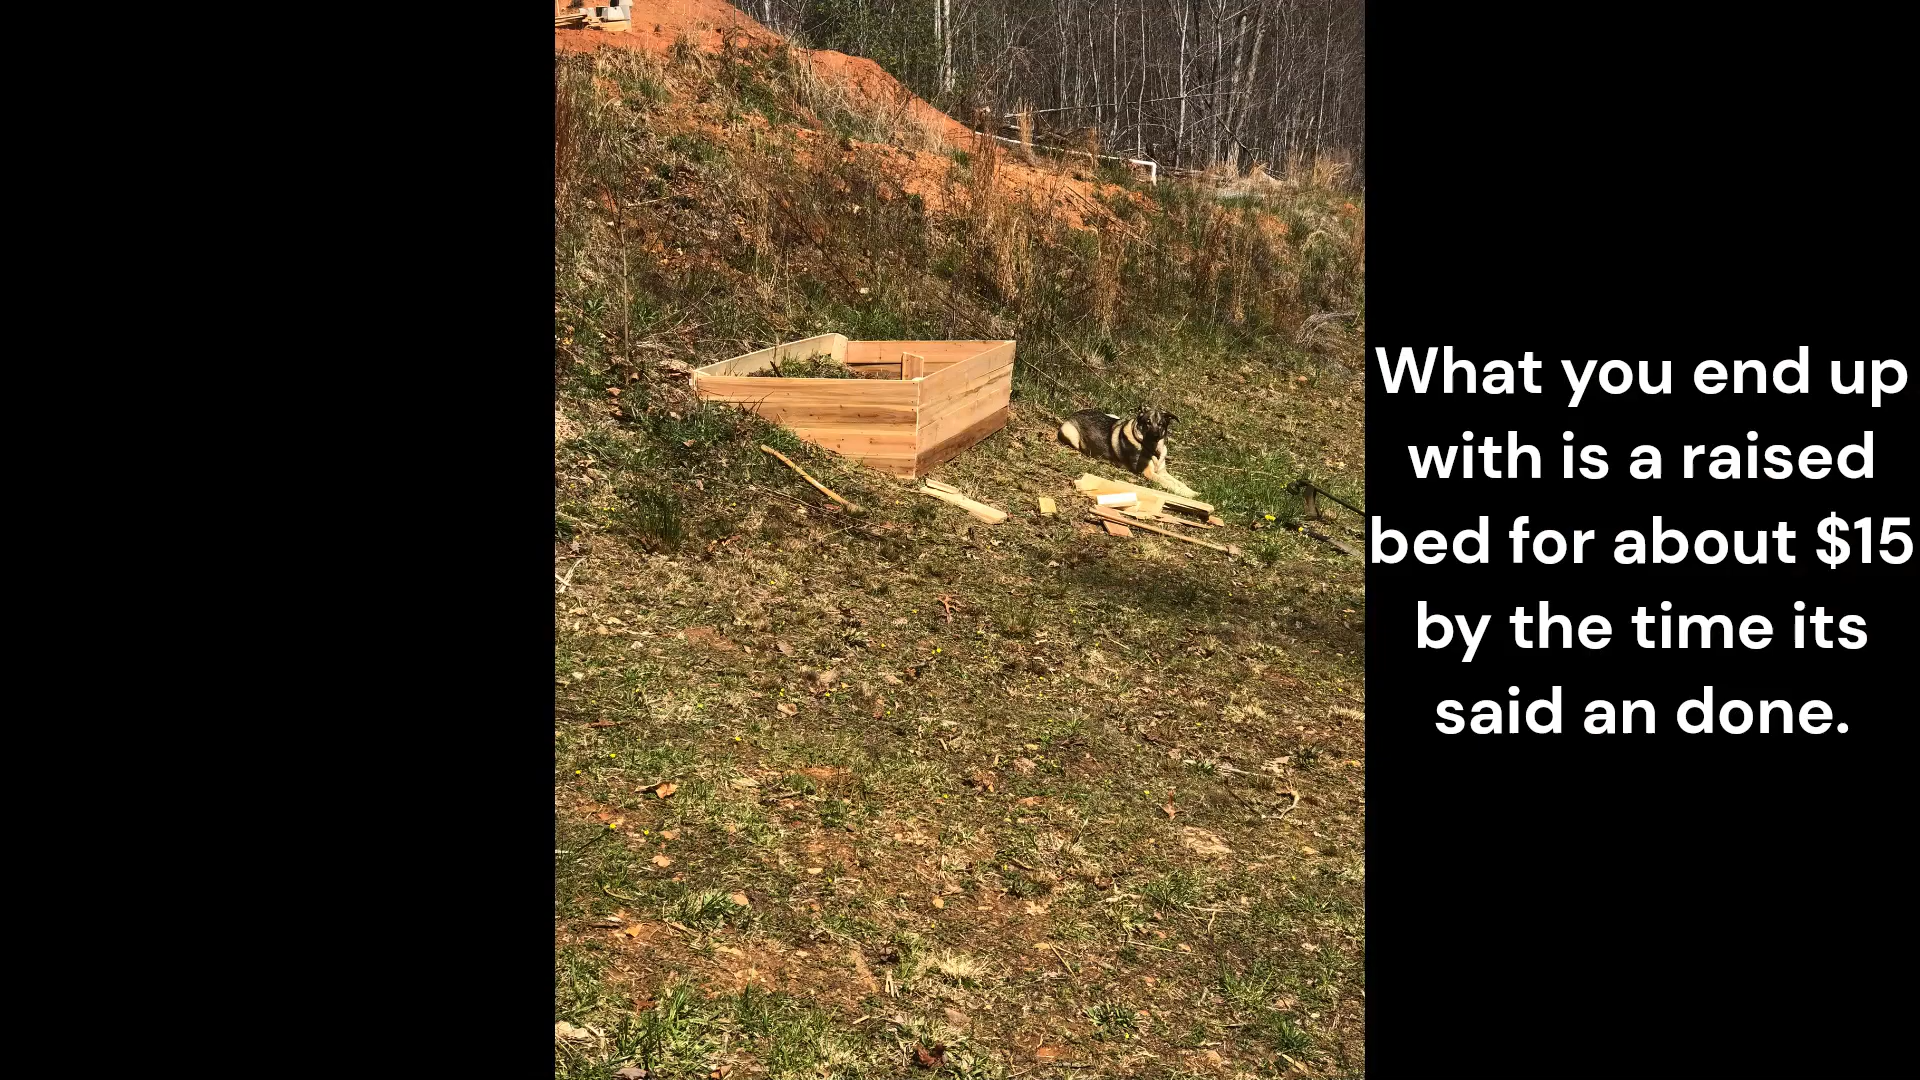 What you end up
with is a raised
bed for about $15
by the time its
said an done.